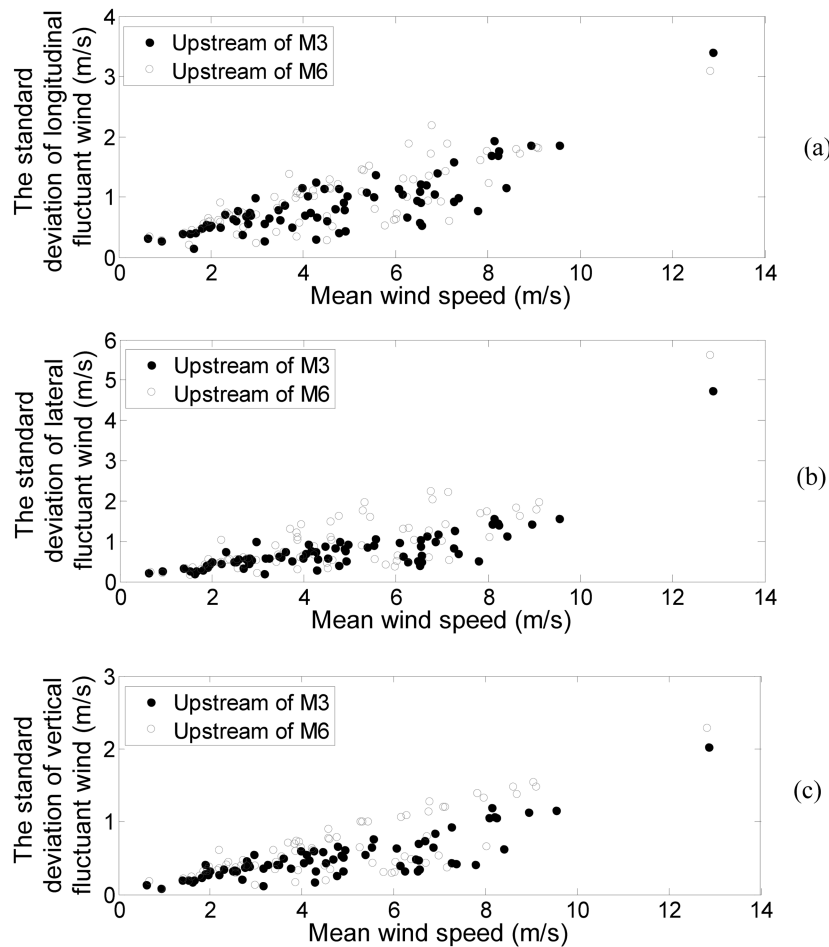 The standard
deviation of longitudinal
fluctuant wind (m/s)
4
3
2
1
0
Upstream of M3
Upstream of M6
(a)
0 2 4 6 8 10 12 14
Mean wind speed (m/s)
The standard
deviation of lateral
fluctuant wind (m/s)
6
5
4
3
2
1
0
Upstream of M3
Upstream of M6
(b)
0 2 4 6 8 10 12 14
Mean wind speed (m/s)
The standard
deviation of vertical
fluctuant wind (m/s)
3
2
1
0
Upstream of M3
Upstream of M6
(c)
0 2 4 6 8 10 12 14
Mean wind speed (m/s)